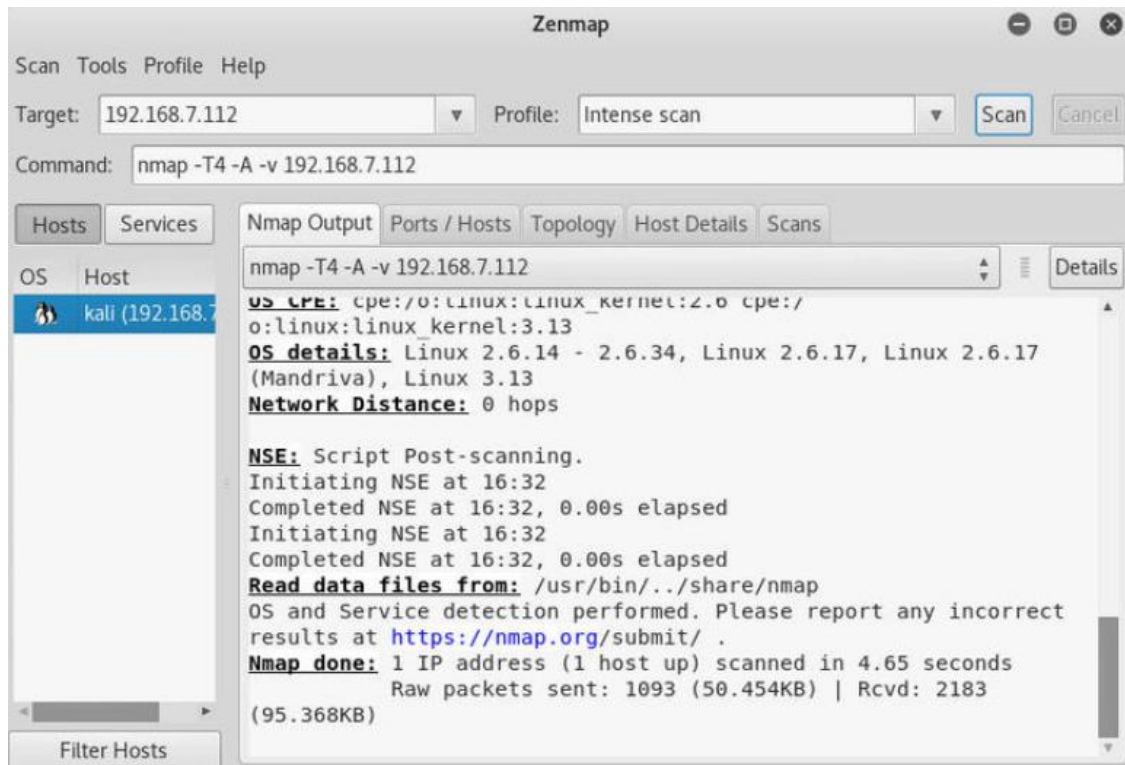 Zenmap
Scan Tools Profile Help
Target: 192.168.7.112 Profile: Intense scan Scan Cancel
Command: nmap -T4 -A -v 192.168.7.112
Hosts Services Nmap Output Ports / Hosts Topology Host Details Scans
nmap -T4 -A -v 192.168.7.112 Details
OS Host
kali (192.168.7
OS CPE: cpe:/o:linux:linux_kernel:2.6 cpe:/
o:linux:linux_kernel:3.13
OS details: Linux 2.6.14 - 2.6.34, Linux 2.6.17, Linux 2.6.17
(Mandriva), Linux 3.13
Network Distance: 0 hops
NSE: Script Post-scanning.
Initiating NSE at 16:32
Completed NSE at 16:32, 0.00s elapsed
Initiating NSE at 16:32
Completed NSE at 16:32, 0.00s elapsed
Read data files from: /usr/bin/../share/nmap
OS and Service detection performed. Please report any incorrect
results at https://nmap.org/submit/ .
Nmap done: 1 IP address (1 host up) scanned in 4.65 seconds
Raw packets sent: 1093 (50.454KB) | Rcvd: 2183
(95.368KB)
Filter Hosts